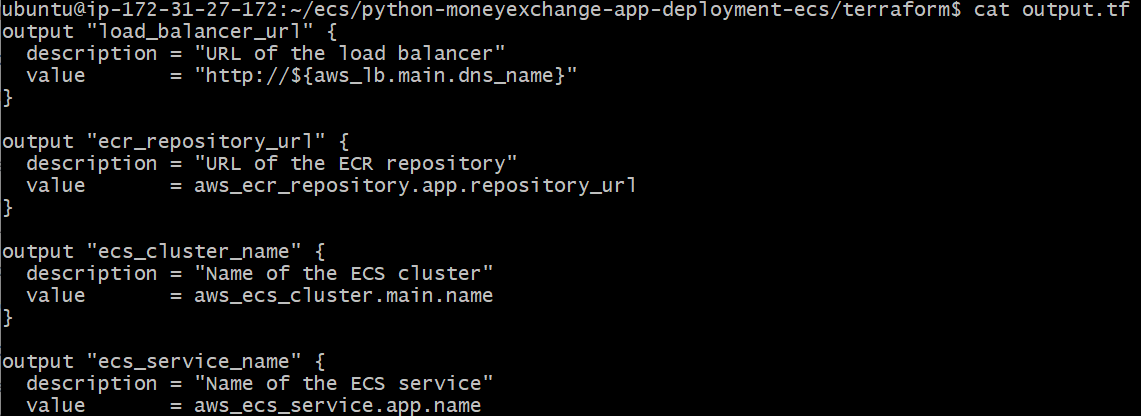 ubuntu@ip-172-31-27-172:~/ecs/python-moneyexchange-app-deployment-ecs/terraform$ cat output.tf
output "load_balancer_url" {
  description = "URL of the load balancer"
  value       = "http://${aws_lb.main.dns_name}"
}

output "ecr_repository_url" {
  description = "URL of the ECR repository"
  value       = aws_ecr_repository.app.repository_url
}

output "ecs_cluster_name" {
  description = "Name of the ECS cluster"
  value       = aws_ecs_cluster.main.name
}

output "ecs_service_name" {
  description = "Name of the ECS service"
  value       = aws_ecs_service.app.name